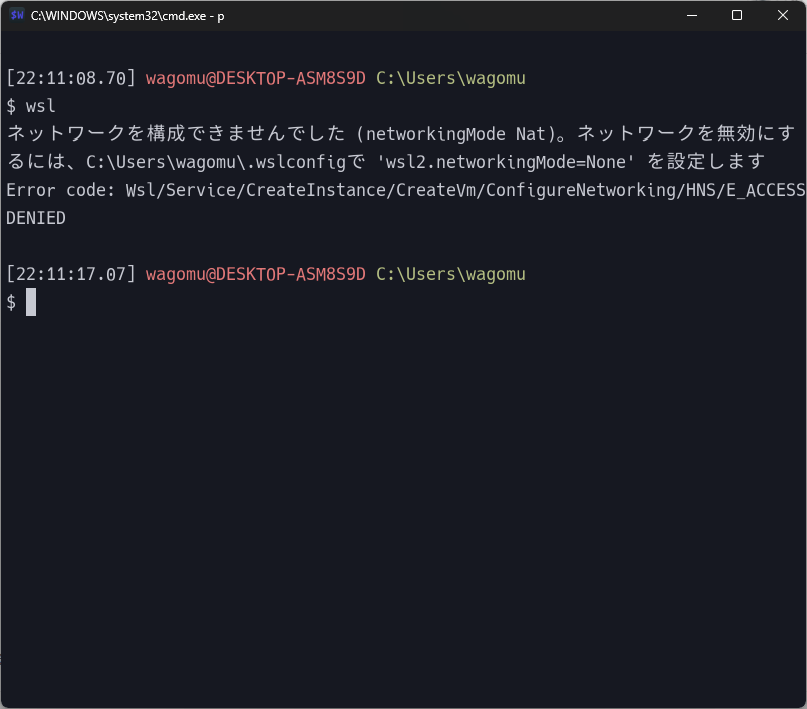 SW C:\WINDOWS\system32\cmd.exe - p
[22:11:08.70] wagomu@DESKTOP-ASM8S9D C:\Users\wagomu
$ wsl
ネットワークを構成できませんでした (networkingMode Nat)。ネットワークを無効にす
るには、C:\Users\wagomu\.wslconfigで 'wsl2.networkingMode=None' を設定します
Error code: Wsl/Service/CreateInstance/CreateVm/ConfigureNetworking/HNS/E_ACCESS
DENIED
[22:11:17.07] wagomu@DESKTOP-ASM8S9D C:\Users\wagomu
$